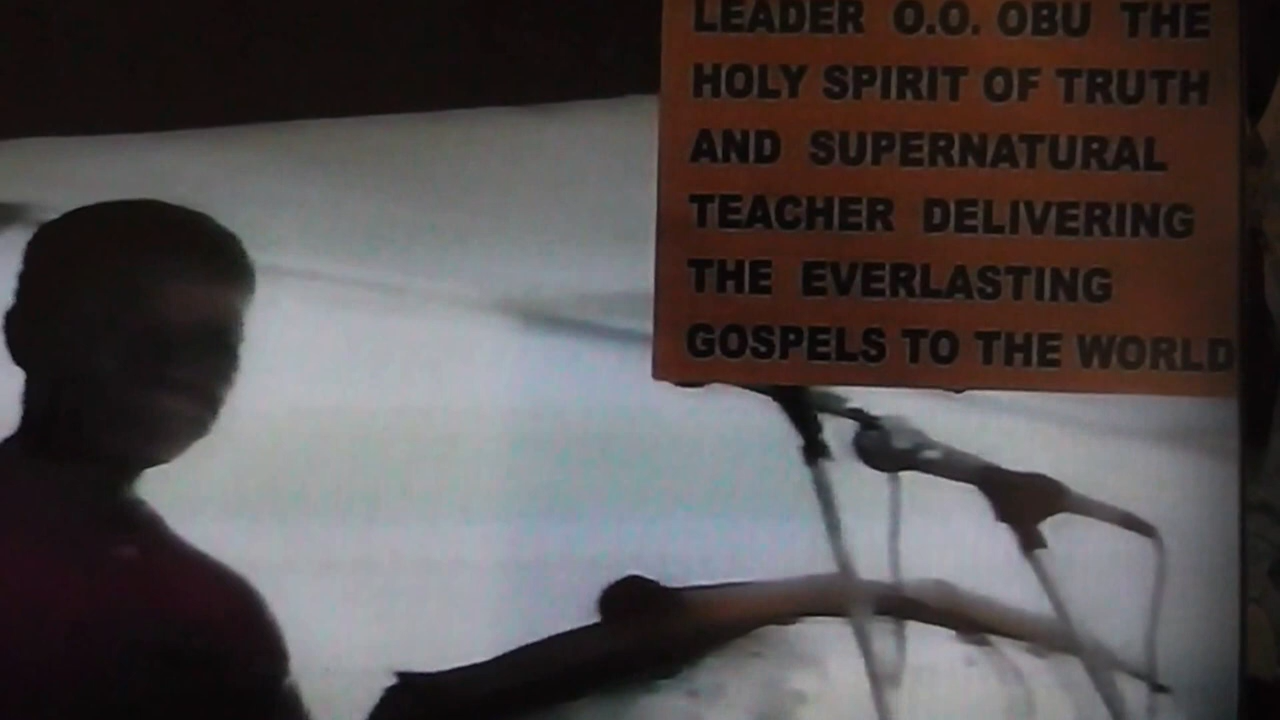 LEADER O.O. OBU THE
HOLY SPIRIT OF TRUTH
AND SUPERNATURAL
TEACHER DELIVERING
THE EVERLASTING
GOSPELS TO THE WORLD